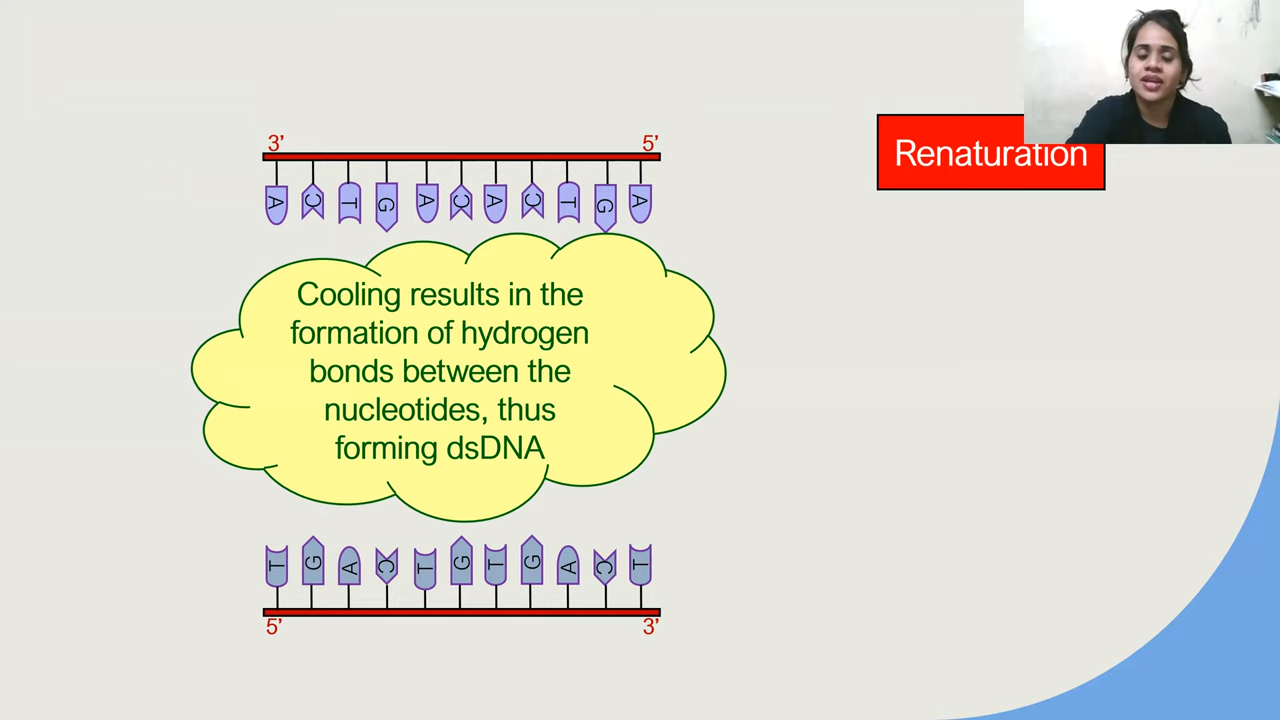 3’ 5’
A C T G A C A C T G A
Renaturation
Cooling results in the
formation of hydrogen
bonds between the
nucleotides, thus
forming dsDNA
T G A C T G T G A C T
5’ 3’